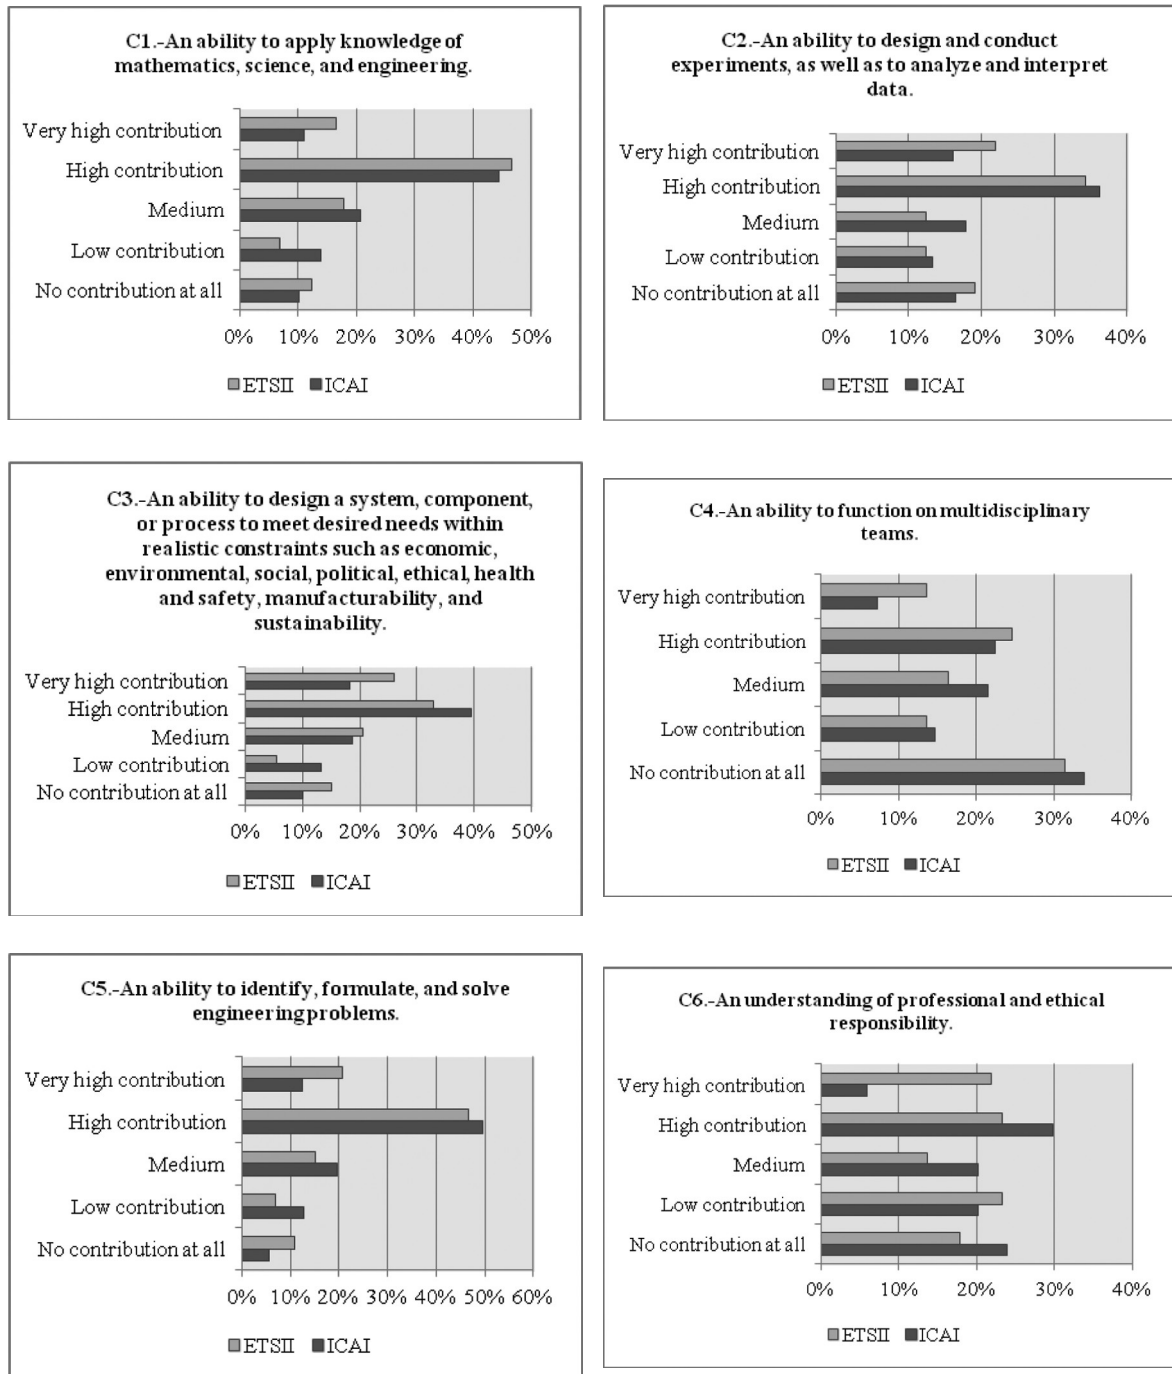 C1.-An ability to apply knowledge of
mathematics, science, and engineering.
Very high contribution
High contribution
Medium
Low contribution
No contribution at all
0% 10% 20% 30% 40% 50%
ETSII ICAI
C2.-An ability to design and conduct
experiments, as well as to analyze and interpret
data.
Very high contribution
High contribution
Medium
Low contribution
No contribution at all
0% 10% 20% 30% 40%
ETSII ICAI
C3.-An ability to design a system, component,
or process to meet desired needs within
realistic constraints such as economic,
environmental, social, political, ethical, health
and safety, manufacturability, and
sustainability.
Very high contribution
High contribution
Medium
Low contribution
No contribution at all
0% 10% 20% 30% 40% 50%
ETSII ICAI
C4.-An ability to function on multidisciplinary
teams.
Very high contribution
High contribution
Medium
Low contribution
No contribution at all
0% 10% 20% 30% 40%
ETSII ICAI
C5.-An ability to identify, formulate, and solve
engineering problems.
Very high contribution
High contribution
Medium
Low contribution
No contribution at all
0% 10% 20% 30% 40% 50% 60%
ETSII ICAI
C6.-An understanding of professional and ethical
responsibility.
Very high contribution
High contribution
Medium
Low contribution
No contribution at all
0% 10% 20% 30% 40%
ETSII ICAI